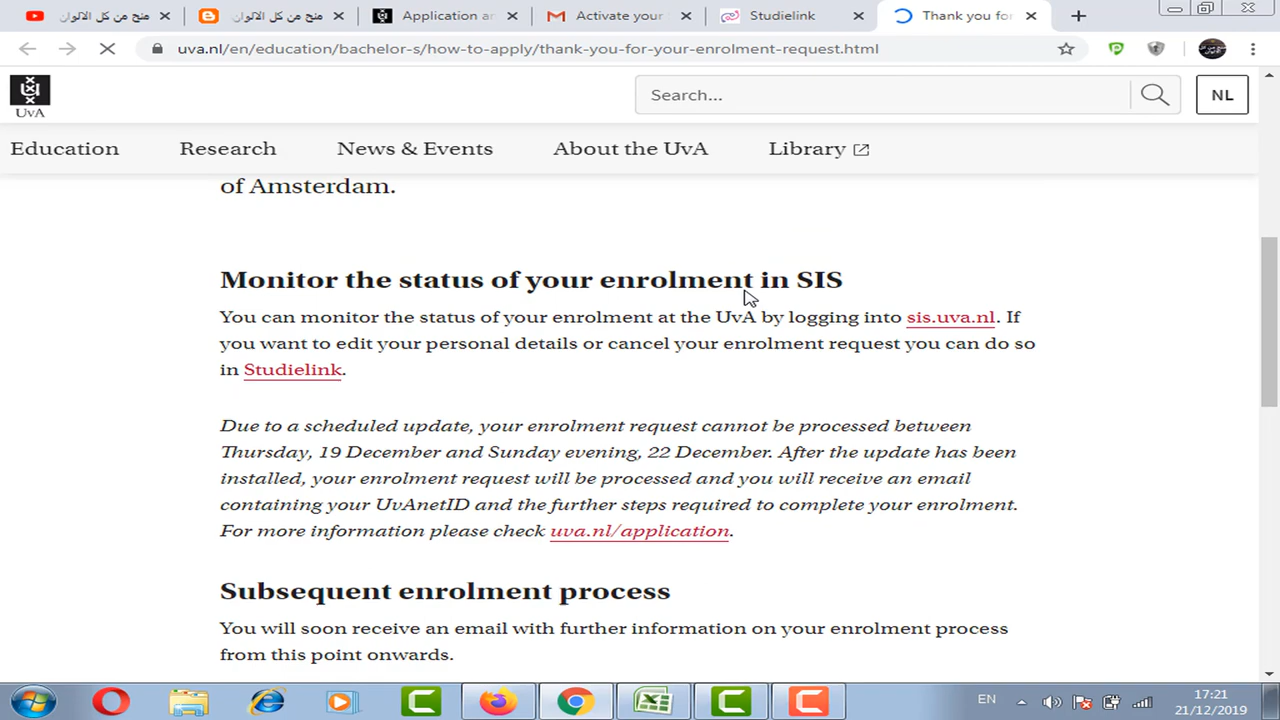 منح من كل الالوان
منح من كل الالوان
Application an
Activate your
Studielink
Thank you for
uva.nl/en/education/bachelor-s/how-to-apply/thank-you-for-your-enrolment-request.html
UvA
Search...
NL
Education
Research
News & Events
About the UvA
Library
of Amsterdam.
Monitor the status of your enrolment in SIS
You can monitor the status of your enrolment at the UvA by logging into sis.uva.nl. If
you want to edit your personal details or cancel your enrolment request you can do so
in Studielink.
Due to a scheduled update, your enrolment request cannot be processed between
Thursday, 19 December and Sunday evening, 22 December. After the update has been
installed, your enrolment request will be processed and you will receive an email
containing your UvAnetID and the further steps required to complete your enrolment.
For more information please check uva.nl/application.
Subsequent enrolment process
You will soon receive an email with further information on your enrolment process
from this point onwards.
EN
17:21
21/12/2019